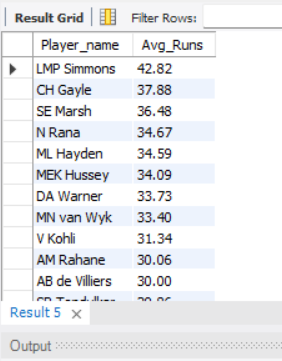 Result Grid Filter Rows:
Player_name Avg_Runs
LMP Simmons 42.82
CH Gayle 37.88
SE Marsh 36.48
N Rana 34.67
ML Hayden 34.59
MEK Hussey 34.09
DA Warner 33.73
MN van Wyk 33.40
V Kohli 31.34
AM Rahane 30.06
AB de Villiers 30.00
Result 5 ×
Output